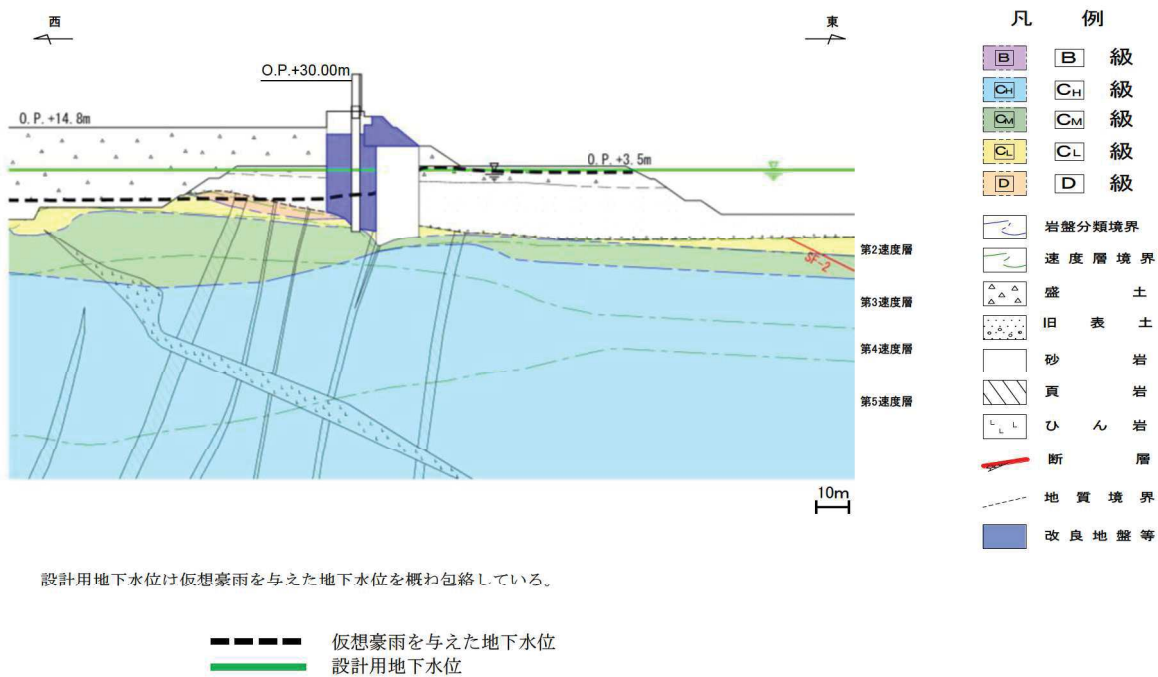 西
東
O.P.+30.00m
O.P.+14.8m
O.P.+3.5m
SF-2
第2速度層
第3速度層
第4速度層
第5速度層
10m
凡 例
B B 級
CH CH 級
CM CM 級
CL CL 級
D D 級
岩盤分類境界
速度層境界
盛土
旧表土
砂岩
頁岩
ひん岩
断層
地質境界
改良地盤等
設計用地下水位は仮想豪雨を与えた地下水位を概ね包絡している。
仮想豪雨を与えた地下水位
設計用地下水位